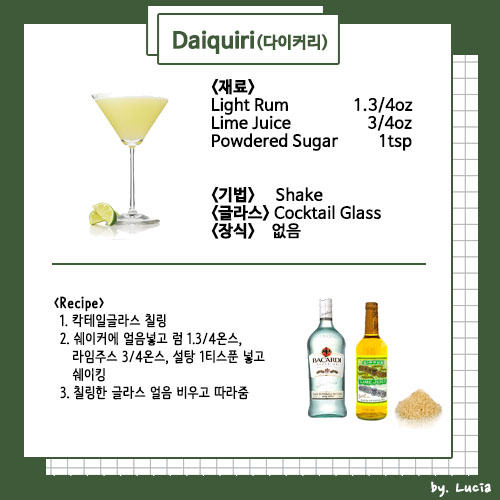 Daiquiri(다이커리)
<재료>
Light Rum 1.3/4oz
Lime Juice 3/4oz
Powdered Sugar 1tsp
<기법> Shake
<글라스> Cocktail Glass
<장식> 없음
<Recipe>
1. 칵테일글라스 칠링
2. 쉐이커에 얼음넣고 럼 1.3/4온스,
라임주스 3/4온스, 설탕 1티스푼 넣고
쉐이킹
3. 칠링한 글라스 얼음 비우고 따라줌
BACARDI
LIME JUICE
by. Lucia